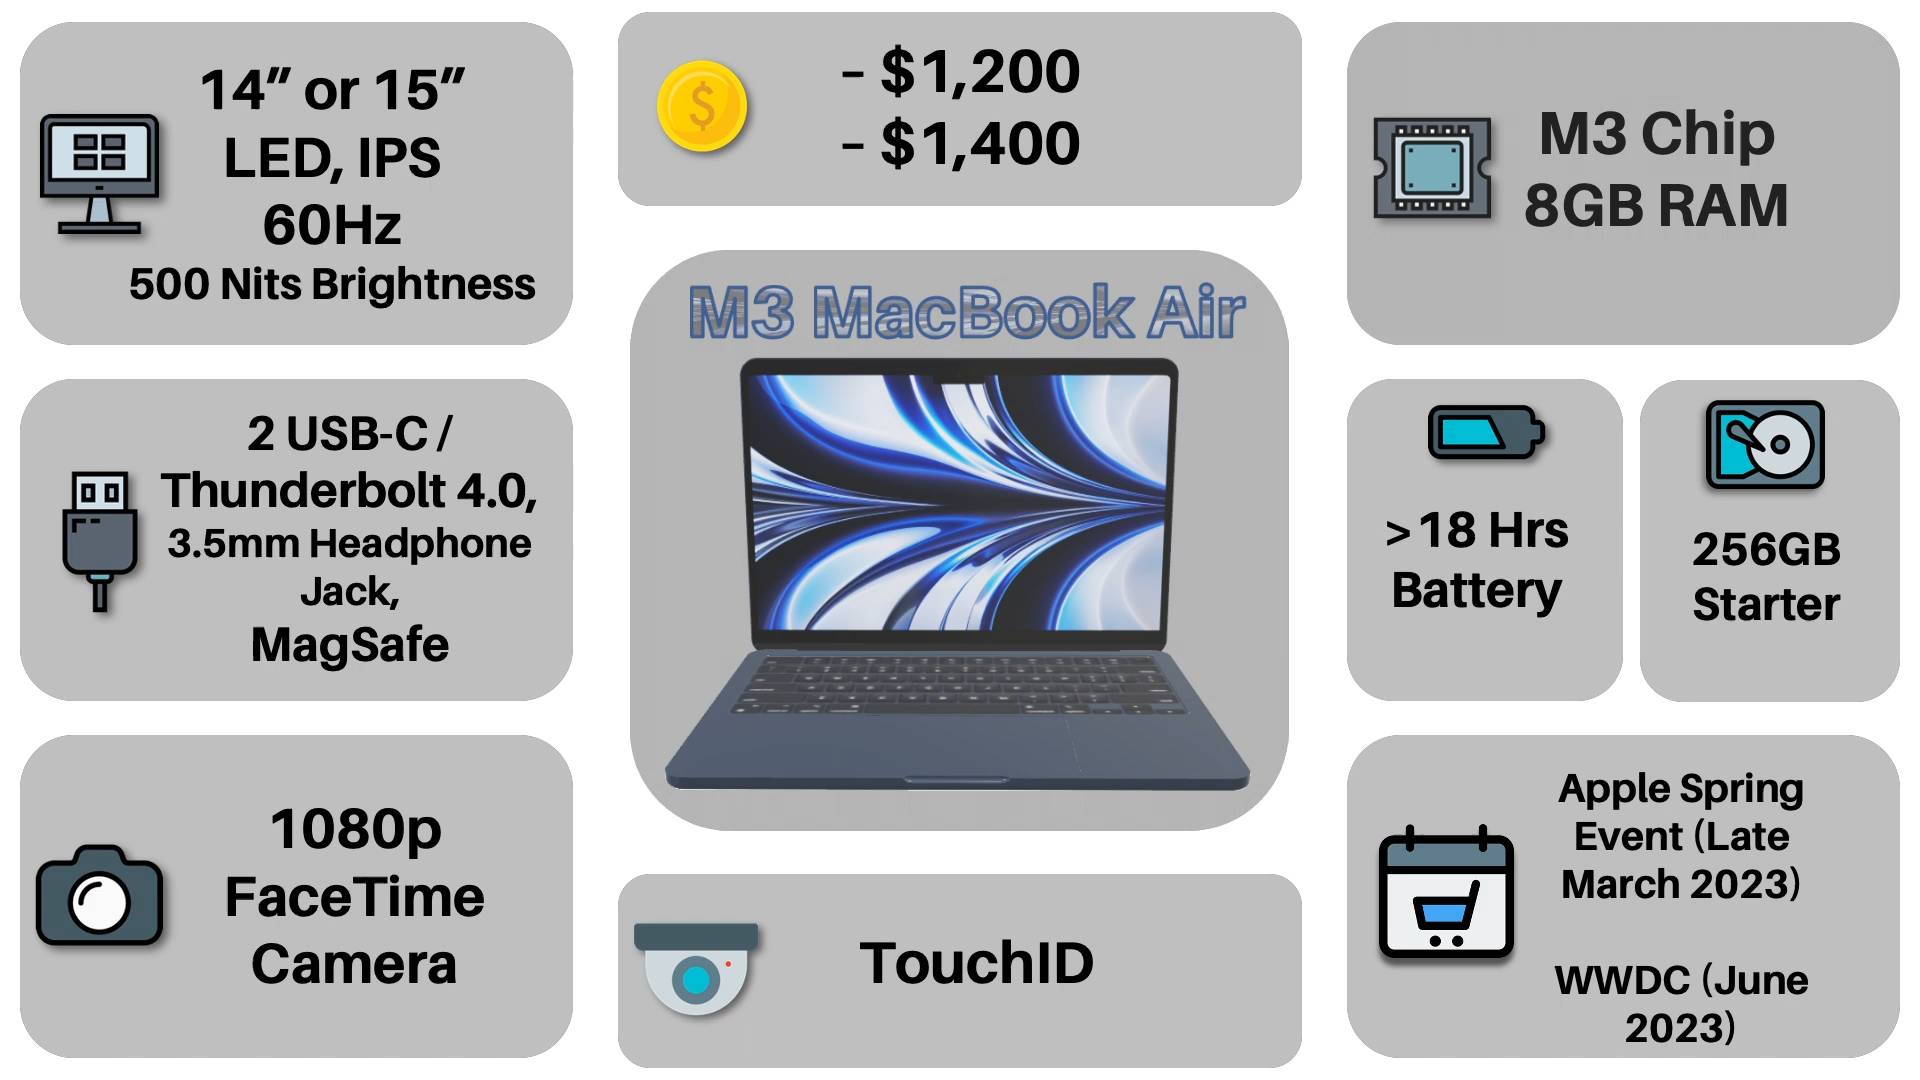 14” or 15”
LED, IPS
60Hz
500 Nits Brightness
- $1,200
- $1,400
M3 Chip
8GB RAM
M3 MacBook Air
2 USB-C /
Thunderbolt 4.0,
3.5mm Headphone
Jack,
MagSafe
>18 Hrs
Battery
256GB
Starter
1080p
FaceTime
Camera
TouchID
Apple Spring
Event (Late
March 2023)
WWDC (June
2023)